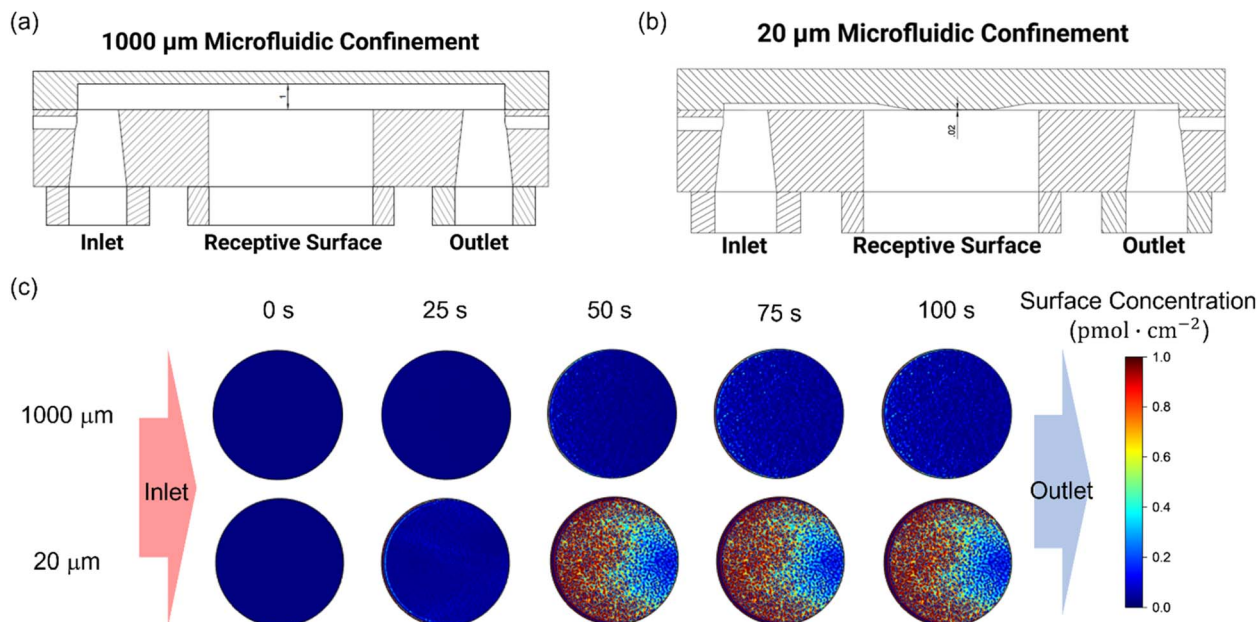 (a)
1000 µm Microfluidic Confinement
1
Inlet Receptive Surface Outlet
(b)
20 µm Microfluidic Confinement
.02
Inlet Receptive Surface Outlet
(c)
0 s 25 s 50 s 75 s 100 s
Surface Concentration
(pmol · cm⁻²)
1000 µm
20 µm
Inlet
Outlet
1.0
0.8
0.6
0.4
0.2
0.0